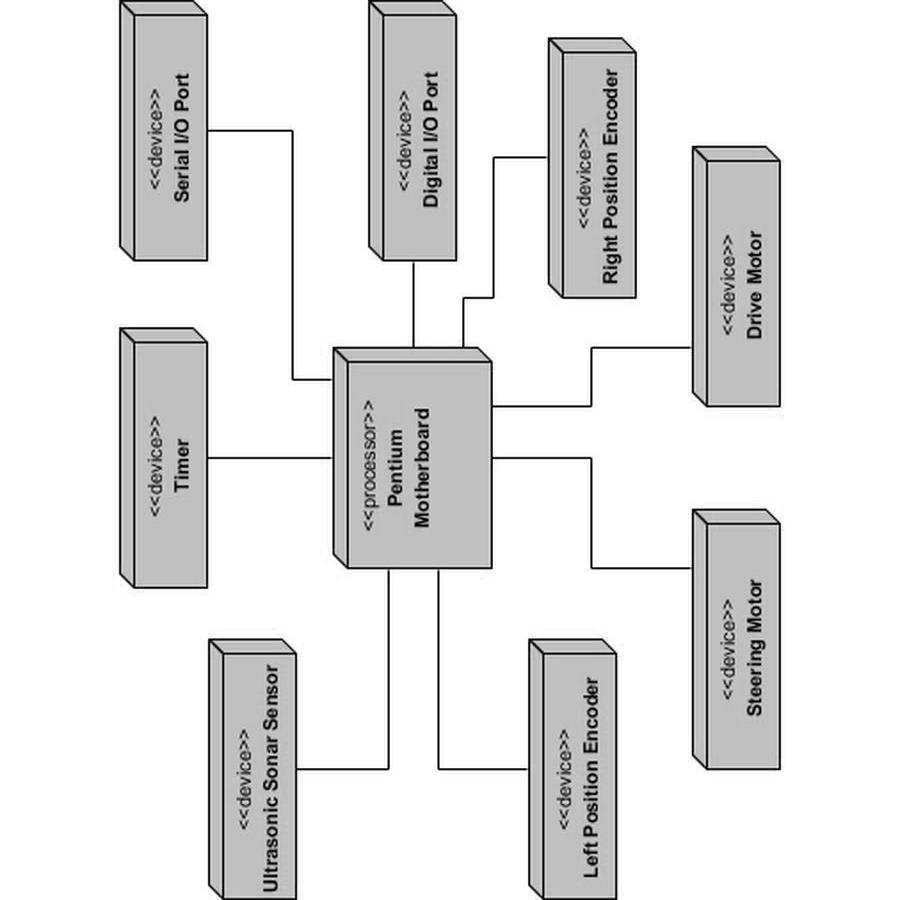 <<device>>
Ultrasonic Sonar Sensor
<<device>>
Timer
<<device>>
Serial I/O Port
<<processor>>
Pentium
Motherboard
<<device>>
Digital I/O Port
<<device>>
Left Position Encoder
<<device>>
Right Position Encoder
<<device>>
Steering Motor
<<device>>
Drive Motor